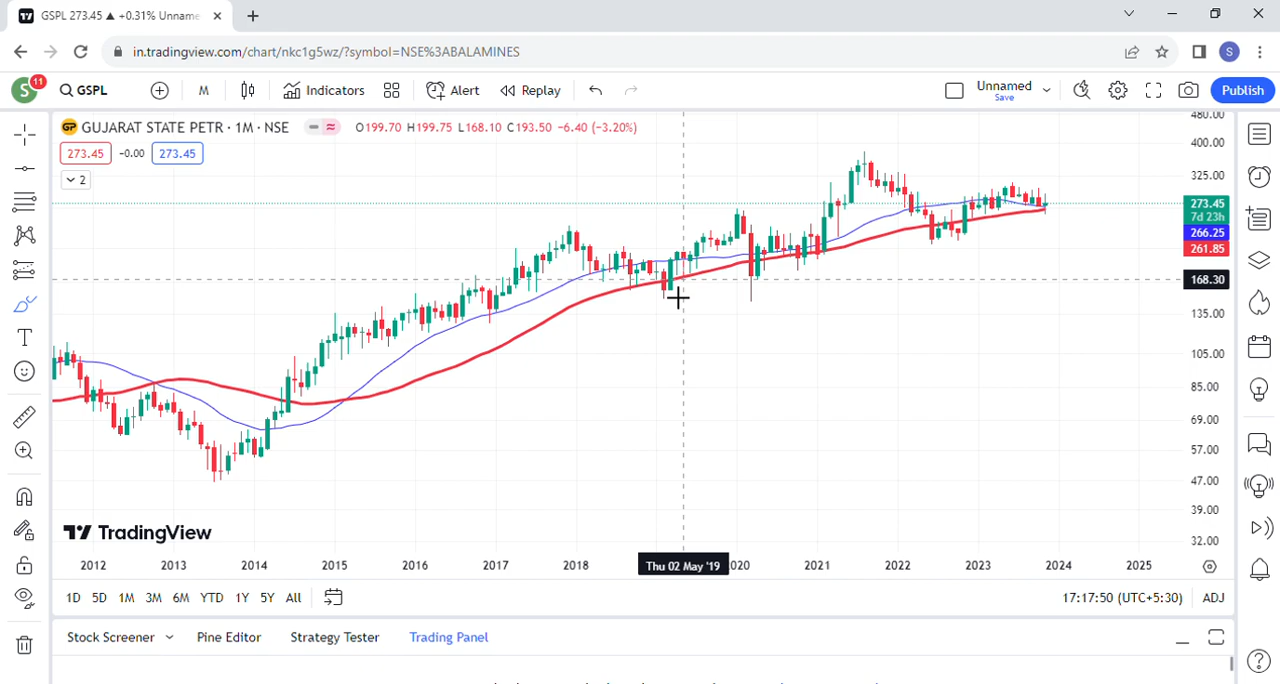 GSPL 273.45 ▲ +0.31% Unname
in.tradingview.com/chart/nkc1g5wz/?symbol=NSE%3ABALAMINES
S
S 11 GSPL M Indicators Alert Replay Unnamed Save Publish
GUJARAT STATE PETR · 1M · NSE O199.70 H199.75 L168.10 C193.50 -6.40 (-3.20%)
273.45 -0.00 273.45
2
480.00
400.00
325.00
273.45
7d 23h
266.25
261.85
168.30
135.00
105.00
85.00
69.00
57.00
47.00
39.00
32.00
TradingView
2012 2013 2014 2015 2016 2017 2018 Thu 02 May '19 2020 2021 2022 2023 2024 2025
1D 5D 1M 3M 6M YTD 1Y 5Y All 17:17:50 (UTC+5:30) ADJ
Stock Screener Pine Editor Strategy Tester Trading Panel